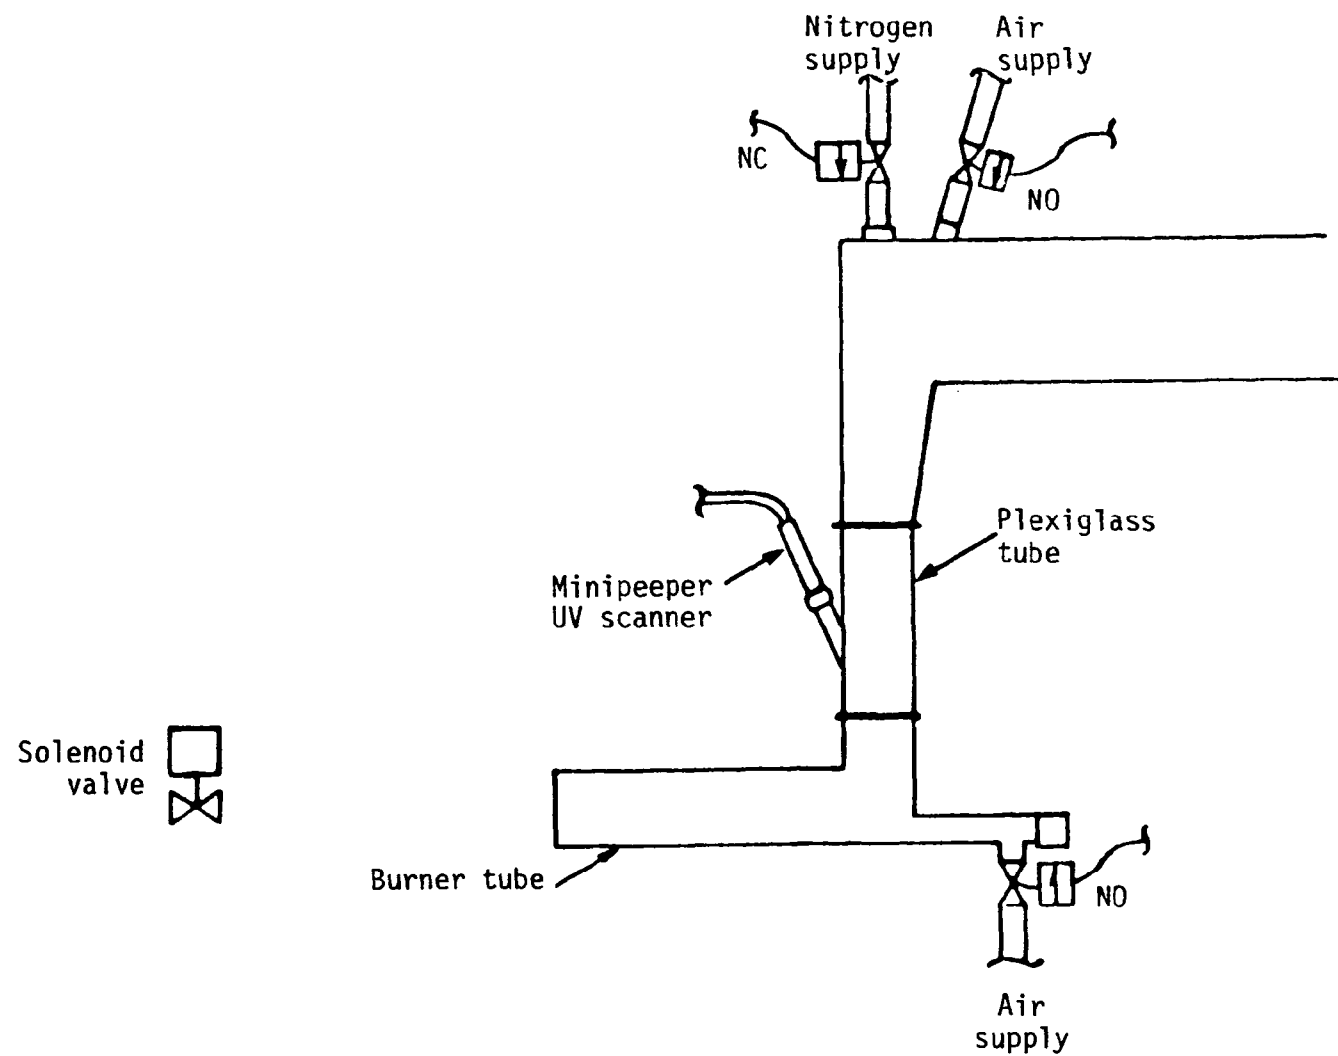 Nitrogen
supply
Air
supply
NC
NO
Plexiglass
tube
Minipeeper
UV scanner
Solenoid
valve
Burner tube
NO
Air
supply